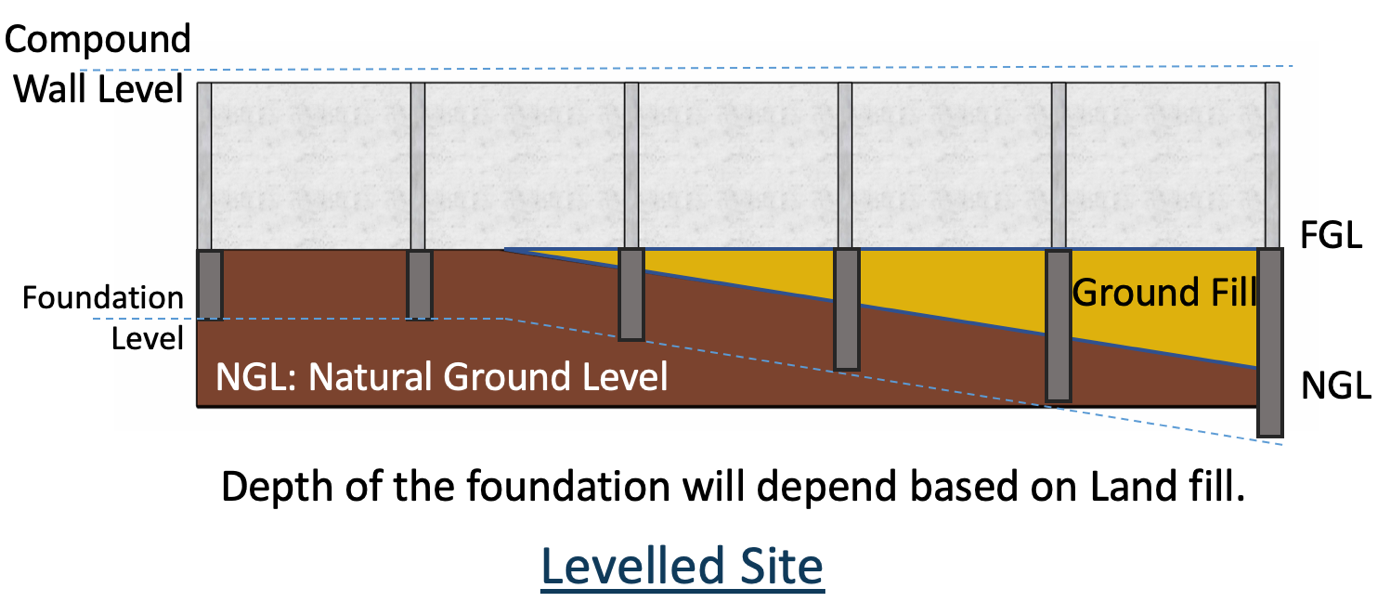 Compound
Wall Level
FGL
Ground Fill
Foundation
Level
NGL: Natural Ground Level
NGL
Depth of the foundation will depend based on Land fill.
Levelled Site